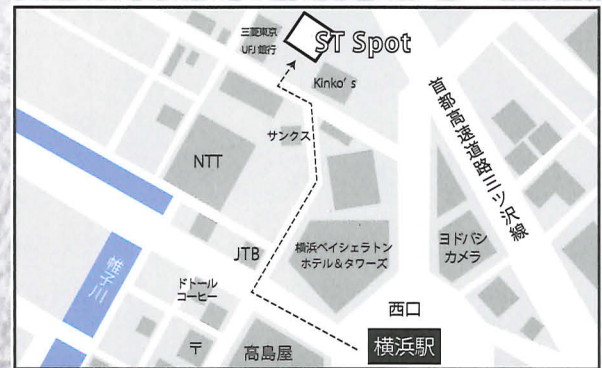 三菱東京
UFJ 銀行
ST Spot
Kinko's
サンクス
NTT
首都高速道路三ツ沢線
JTB
横浜ベイシェラトン
ホテル＆タワーズ
ヨドバシ
カメラ
帷子川
ドトール
コーヒー
西口
〒
高島屋
横浜駅